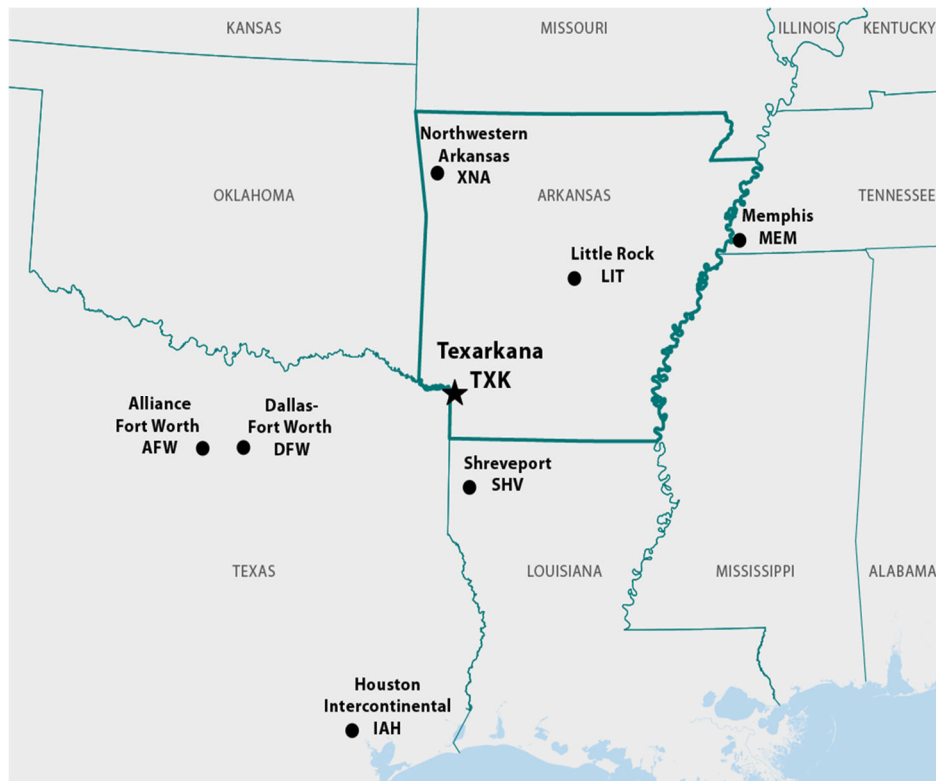 KANSAS
MISSOURI
ILLINOIS
KENTUCKY
Northwestern
Arkansas
XNA
OKLAHOMA
ARKANSAS
TENNESSEE
Memphis
MEM
Little Rock
LIT
Texarkana
TXK
Alliance
Fort Worth
AFW
Dallas-
Fort Worth
DFW
Shreveport
SHV
TEXAS
LOUISIANA
MISSISSIPPI
ALABAMA
Houston
Intercontinental
IAH